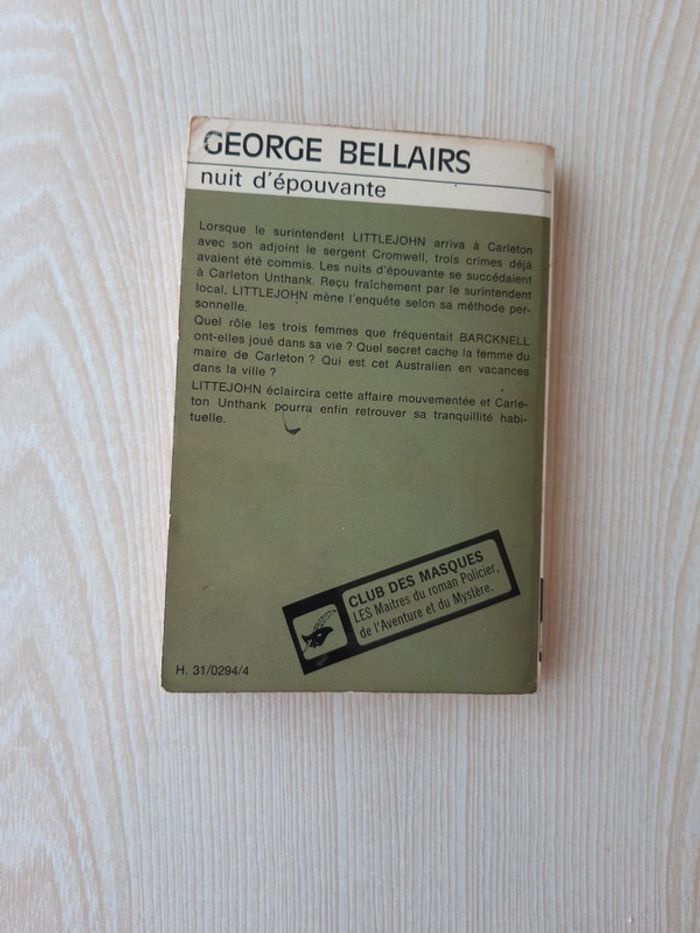 GEORGE BELLAIRS
nuit d'épouvante
Lorsque le surintendent LITTLEJOHN arriva à Carleton
avec son adjoint le sergent Cromwell, trois crimes déjà
avaient été commis. Les nuits d'épouvante se succédaient
à Carleton Unthank. Reçu fraîchement par le surintendent
local, LITTLEJOHN mène l'enquête selon sa méthode per-
sonnelle.
Quel rôle les trois femmes que fréquentait BARCKNELL
ont-elles joué dans sa vie ? Quel secret cache la femme du
maire de Carleton ? Qui est cet Australien en vacances
dans la ville ?
LITTEJOHN éclaircira cette affaire mouvementée et Carle-
ton Unthank pourra enfin retrouver sa tranquillité habi-
tuelle.
CLUB DES MASQUES
LES Maitres du roman Policier,
de l'Aventure et du Mystère.
H. 31/0294/4